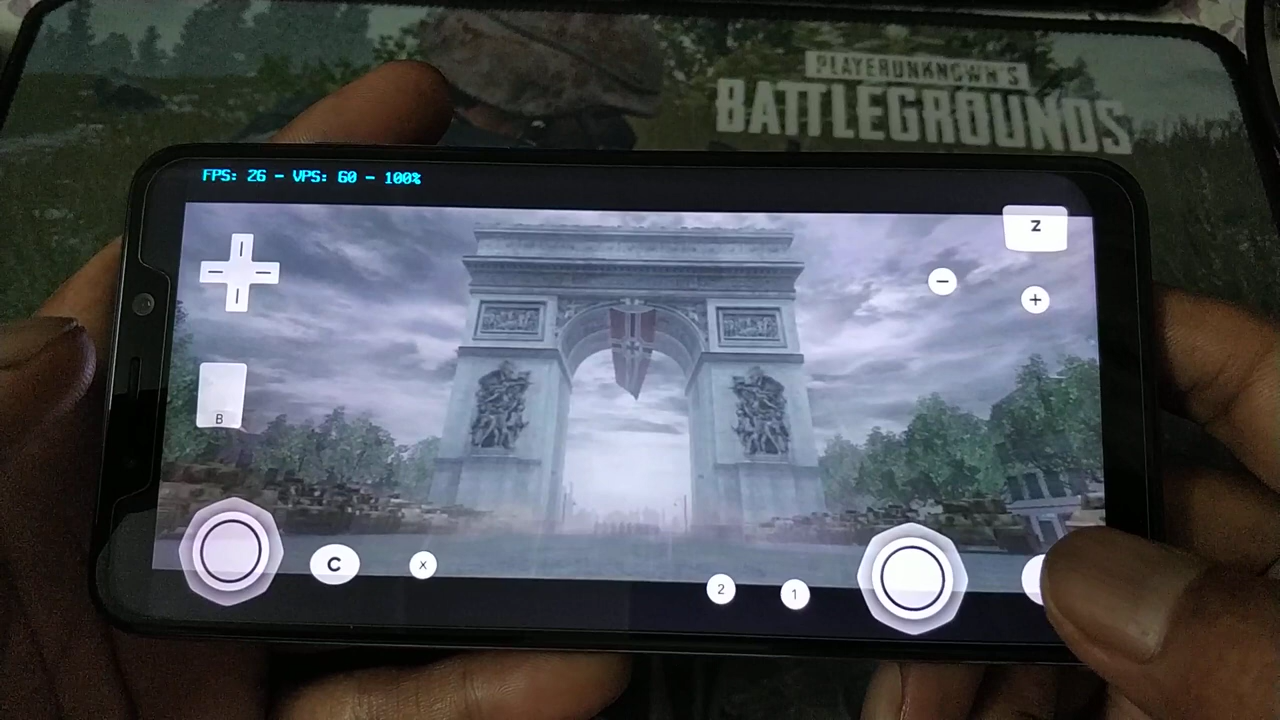 PLAYERUNKNOWN'S
BATTLEGROUNDS
FPS: 26 - VPS: 60 - 100%
Z
B
C
X
2
1